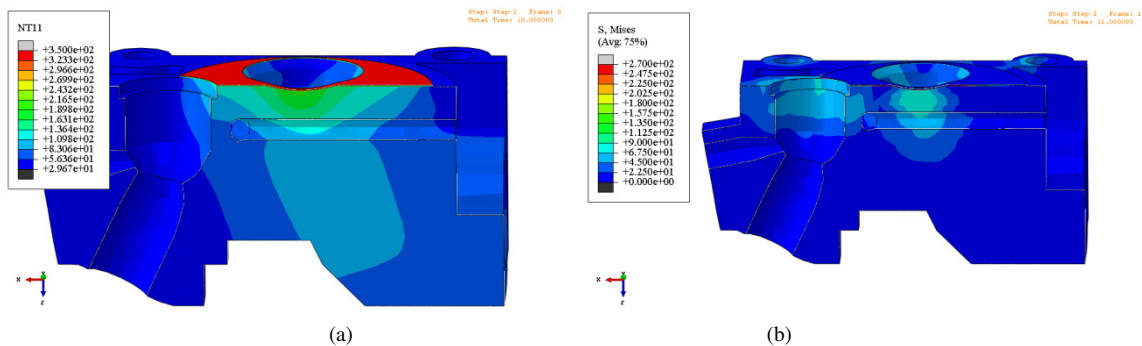 Step: Step-2 Frame: 0
Total Time: 10.000000
NT11
+3.500e+02
+3.233e+02
+2.966e+02
+2.699e+02
+2.432e+02
+2.165e+02
+1.898e+02
+1.631e+02
+1.364e+02
+1.098e+02
+8.306e+01
+5.636e+01
+2.967e+01
X
Y
Z
(a)
Step: Step-2 Frame: 1
Total Time: 31.000000
S, Mises
(Avg: 75%)
+2.700e+02
+2.475e+02
+2.250e+02
+2.025e+02
+1.800e+02
+1.575e+02
+1.350e+02
+1.125e+02
+9.000e+01
+6.750e+01
+4.500e+01
+2.250e+01
+0.000e+00
X
Y
Z
(b)